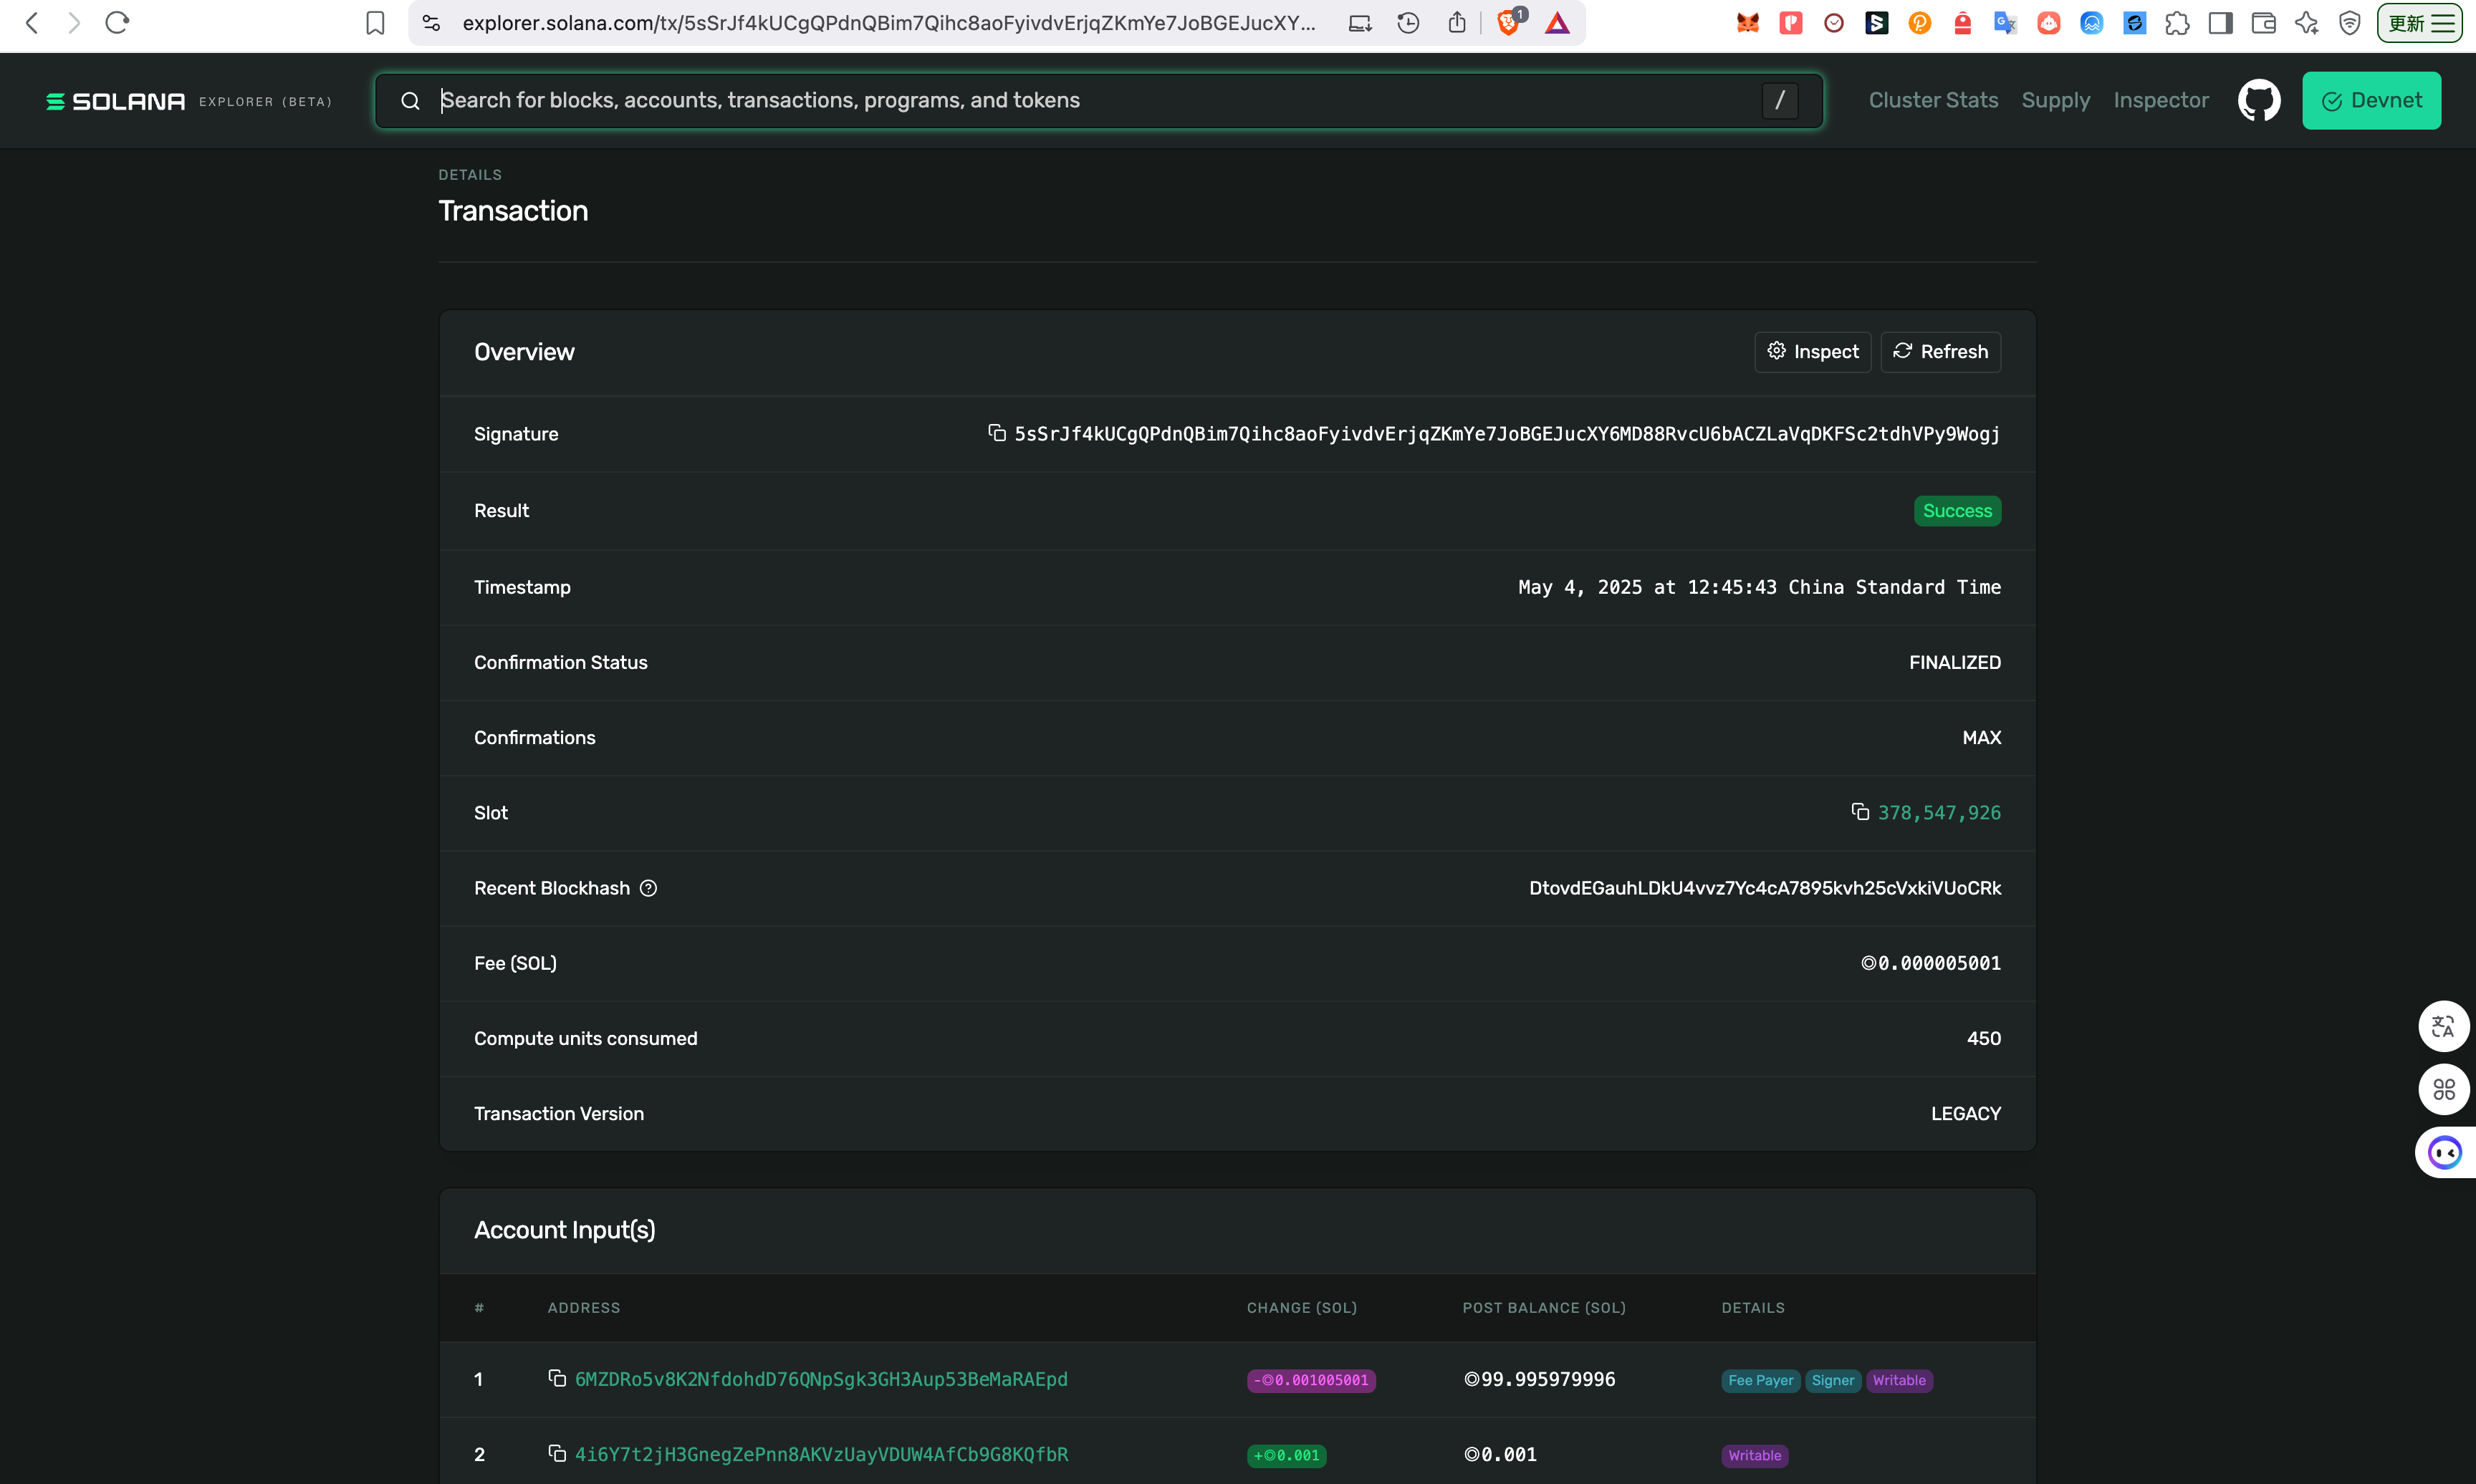 explorer.solana.com/tx/5sSrJf4kUCgQPdnQBim7Qihc8aoFyivdvErjqZKmYe7JoBGEJucXY...
1
更新
SOLANA EXPLORER (BETA)
Search for blocks, accounts, transactions, programs, and tokens
/
Cluster Stats
Supply
Inspector
Devnet
DETAILS
Transaction
Overview
Inspect
Refresh
Signature 5sSrJf4kUCgQPdnQBim7Qihc8aoFyivdvErjqZKmYe7JoBGEJucXY6MD88RvcU6bACZLaVqDKFSc2tdhVPy9Wogj
Result Success
Timestamp May 4, 2025 at 12:45:43 China Standard Time
Confirmation Status FINALIZED
Confirmations MAX
Slot 378,547,926
Recent Blockhash DtovdEGauhLDkU4vvz7Yc4cA7895kvh25cVxkiVUoCRk
Fee (SOL) ◎0.000005001
Compute units consumed 450
Transaction Version LEGACY
Account Input(s)
# ADDRESS CHANGE (SOL) POST BALANCE (SOL) DETAILS
1 6MZDRo5v8K2NfdohdD76QNpSgk3GH3Aup53BeMaRAEpd -◎0.001005001 ◎99.995979996 Fee Payer Signer Writable
2 4i6Y7t2jH3GnegZePnn8AKVzUayVDUW4AfCb9G8KQfbR +◎0.001 ◎0.001 Writable